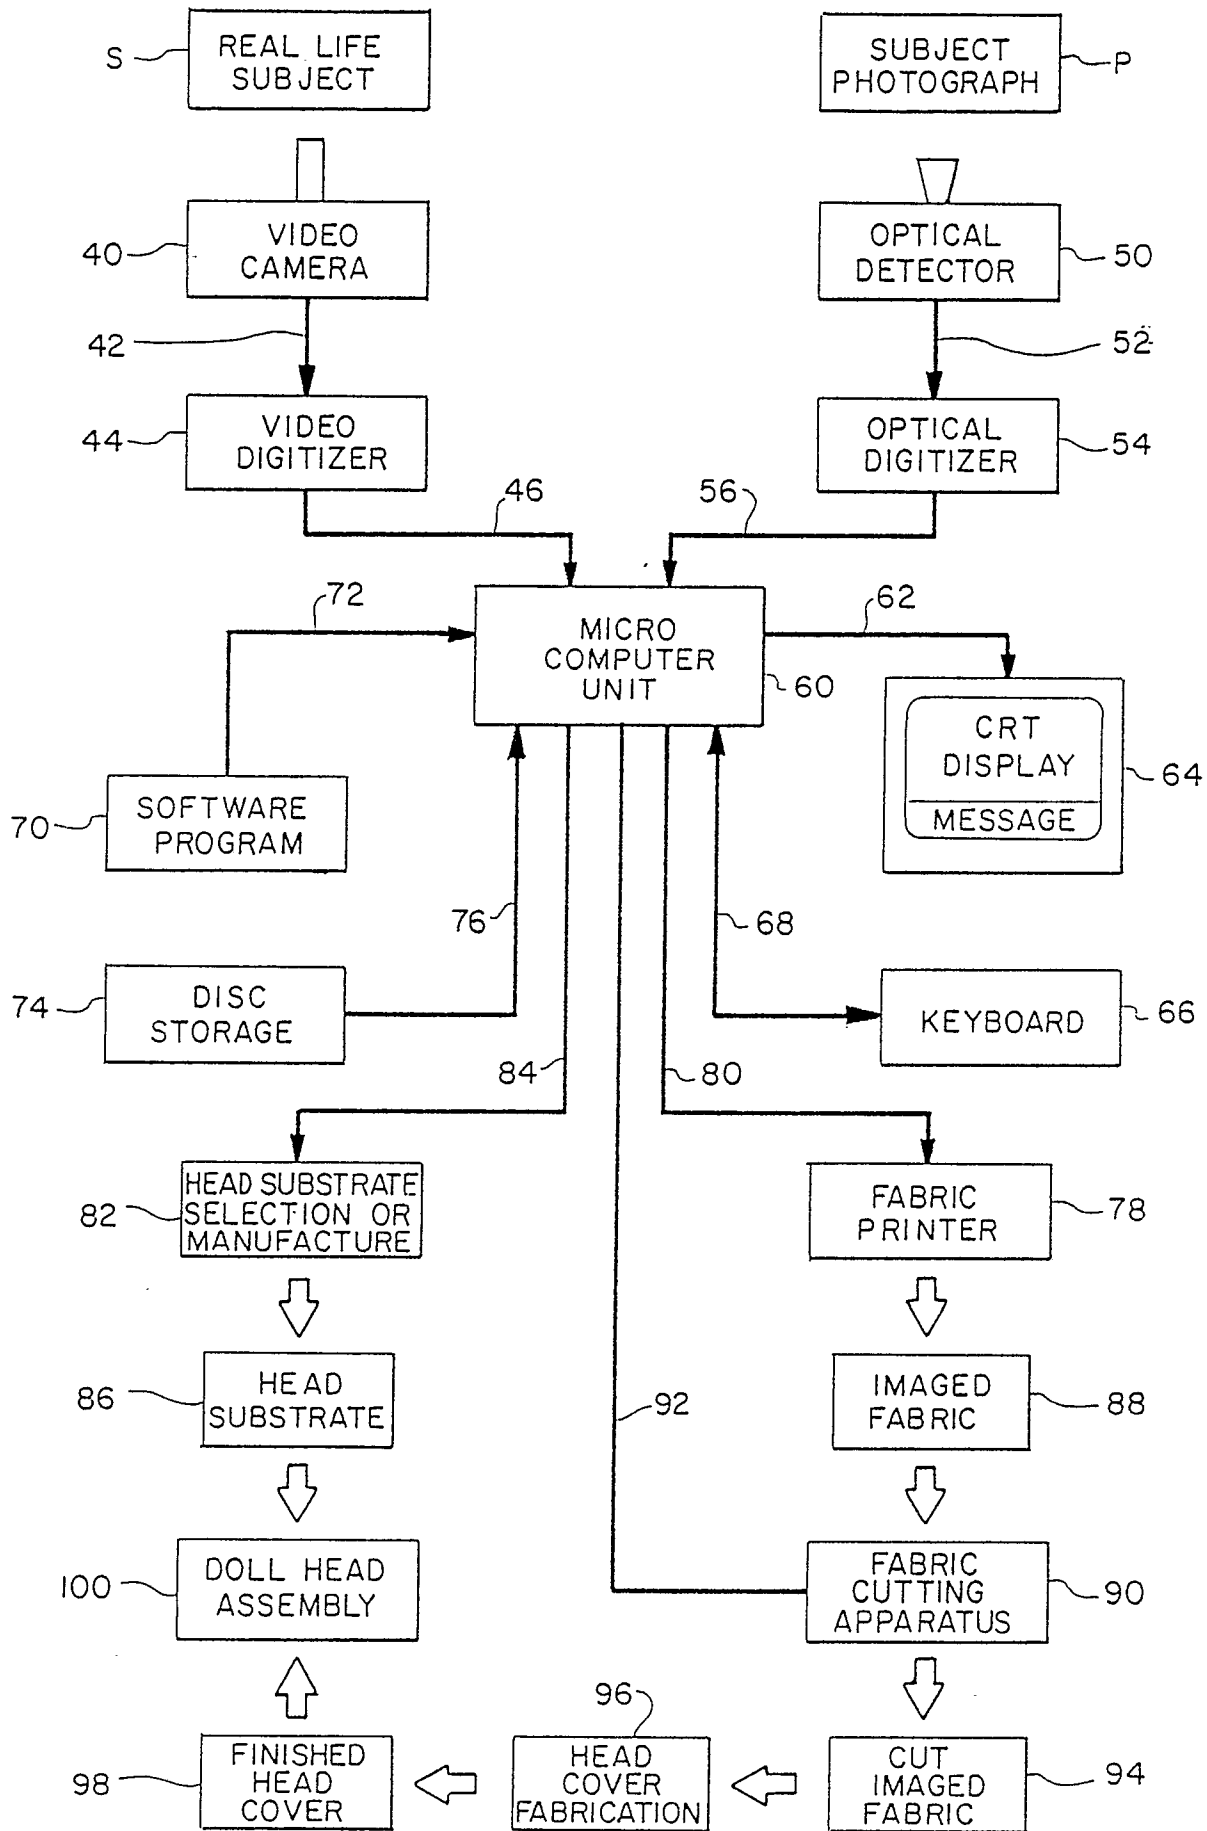 S
REAL LIFE
SUBJECT
SUBJECT
PHOTOGRAPH
P
40
VIDEO
CAMERA
OPTICAL
DETECTOR
50
42
52
44
VIDEO
DIGITIZER
OPTICAL
DIGITIZER
54
46
56
72
MICRO
COMPUTER
UNIT
60
62
CRT
DISPLAY
MESSAGE
64
70
SOFTWARE
PROGRAM
76
68
74
DISC
STORAGE
KEYBOARD
66
84
80
82
HEAD SUBSTRATE
SELECTION OR
MANUFACTURE
FABRIC
PRINTER
78
86
HEAD
SUBSTRATE
92
IMAGED
FABRIC
88
100
DOLL HEAD
ASSEMBLY
FABRIC
CUTTING
APPARATUS
90
96
98
FINISHED
HEAD
COVER
HEAD
COVER
FABRICATION
CUT
IMAGED
FABRIC
94